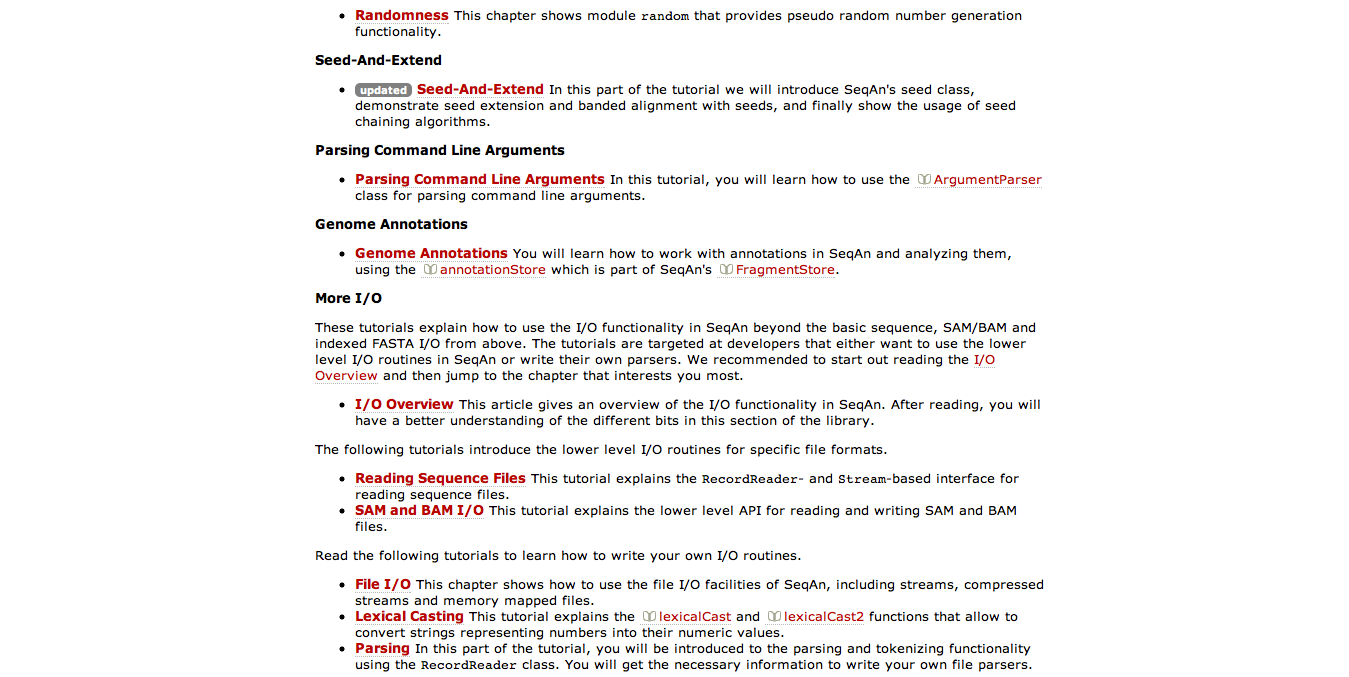 Randomness This chapter shows module random that provides pseudo random number generation
functionality.
Seed-And-Extend
updated Seed-And-Extend In this part of the tutorial we will introduce SeqAn's seed class,
demonstrate seed extension and banded alignment with seeds, and finally show the usage of seed
chaining algorithms.
Parsing Command Line Arguments
Parsing Command Line Arguments In this tutorial, you will learn how to use the ArgumentParser
class for parsing command line arguments.
Genome Annotations
Genome Annotations You will learn how to work with annotations in SeqAn and analyzing them,
using the annotationStore which is part of SeqAn's FragmentStore.
More I/O
These tutorials explain how to use the I/O functionality in SeqAn beyond the basic sequence, SAM/BAM and
indexed FASTA I/O from above. The tutorials are targeted at developers that either want to use the lower
level I/O routines in SeqAn or write their own parsers. We recommended to start out reading the I/O
Overview and then jump to the chapter that interests you most.
I/O Overview This article gives an overview of the I/O functionality in SeqAn. After reading, you will
have a better understanding of the different bits in this section of the library.
The following tutorials introduce the lower level I/O routines for specific file formats.
Reading Sequence Files This tutorial explains the RecordReader- and Stream-based interface for
reading sequence files.
SAM and BAM I/O This tutorial explains the lower level API for reading and writing SAM and BAM
files.
Read the following tutorials to learn how to write your own I/O routines.
File I/O This chapter shows how to use the file I/O facilities of SeqAn, including streams, compressed
streams and memory mapped files.
Lexical Casting This tutorial explains the lexicalCast and lexicalCast2 functions that allow to
convert strings representing numbers into their numeric values.
Parsing In this part of the tutorial, you will be introduced to the parsing and tokenizing functionality
using the RecordReader class. You will get the necessary information to write your own file parsers.